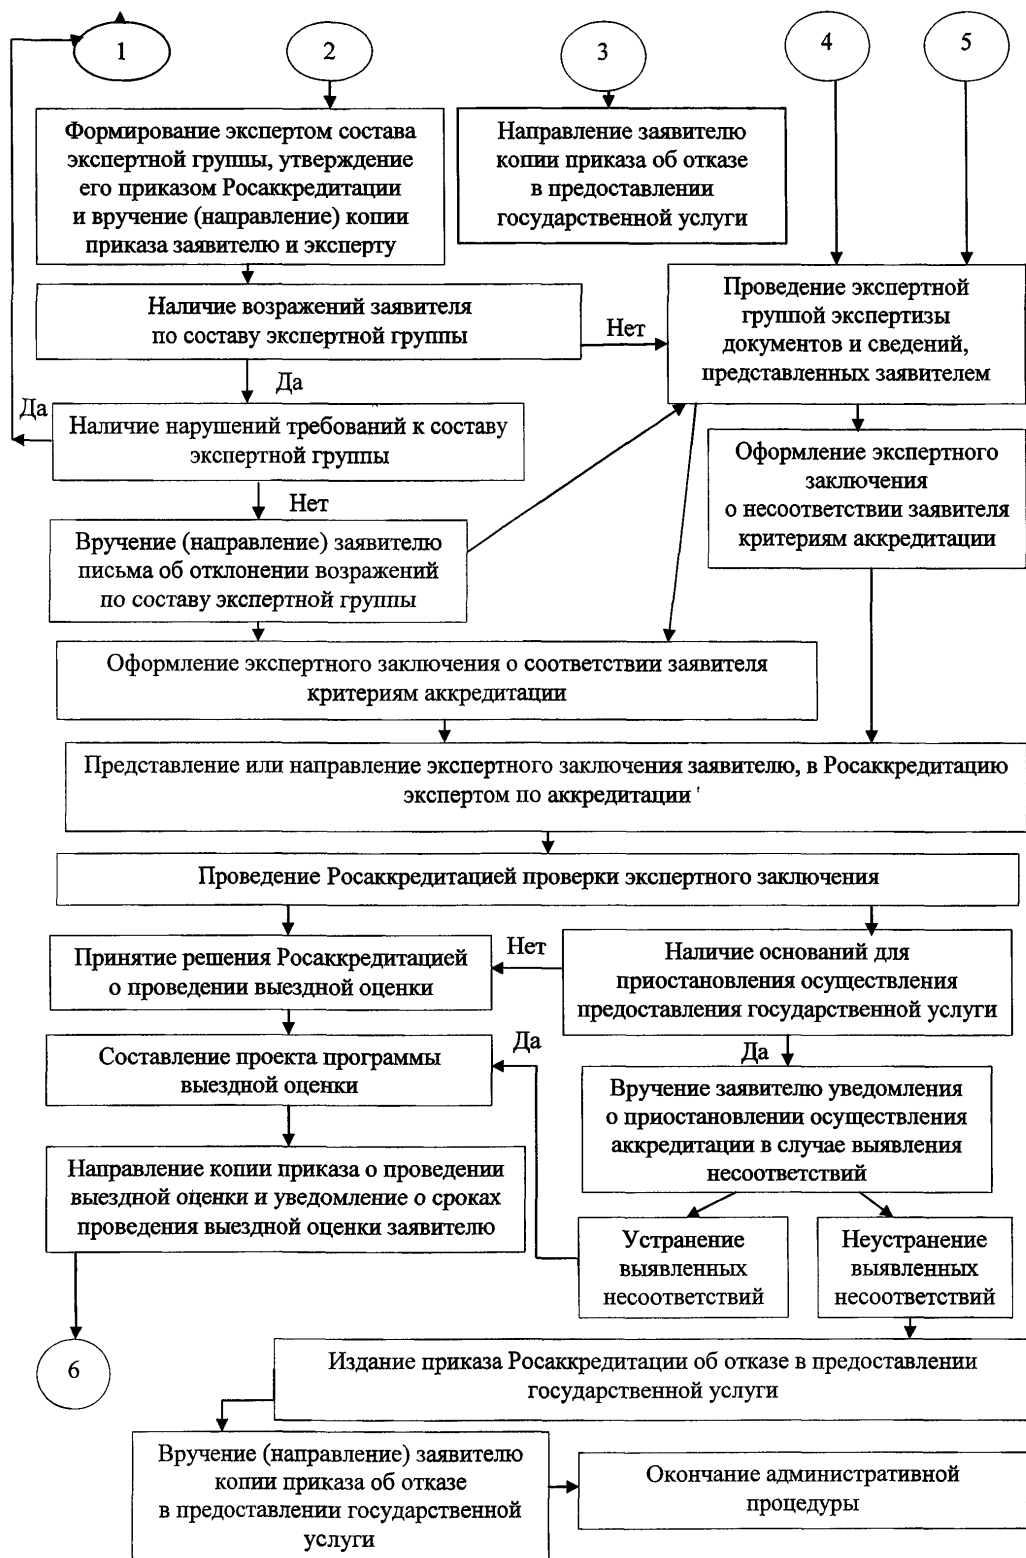 1
2
3
4
5
Формирование экспертом состава
экспертной группы, утверждение
его приказом Росаккредитации
и вручение (направление) копии
приказа заявителю и эксперту
Направление заявителю
копии приказа об отказе
в предоставлении
государственной услуги
Наличие возражений заявителя
по составу экспертной группы
Нет
Проведение экспертной
группой экспертизы
документов и сведений,
представленных заявителем
Да
Да
Наличие нарушений требований к составу
экспертной группы
Оформление экспертного
заключения
о несоответствии заявителя
критериям аккредитации
Нет
Вручение (направление) заявителю
письма об отклонении возражений
по составу экспертной группы
Оформление экспертного заключения о соответствии заявителя
критериям аккредитации
Представление или направление экспертного заключения заявителю, в Росаккредитацию
экспертом по аккредитации
Проведение Росаккредитацией проверки экспертного заключения
Принятие решения Росаккредитацией
о проведении выездной оценки
Нет
Наличие оснований для
приостановления осуществления
предоставления государственной услуги
Составление проекта программы
выездной оценки
Да
Да
Вручение заявителю уведомления
о приостановлении осуществления
аккредитации в случае выявления
несоответствий
Направление копии приказа о проведении
выездной оценки и уведомление о сроках
проведения выездной оценки заявителю
Устранение
выявленных
несоответствий
Неустранение
выявленных
несоответствий
6
Издание приказа Росаккредитации об отказе в предоставлении
государственной услуги
Вручение (направление) заявителю
копии приказа об отказе
в предоставлении государственной
услуги
Окончание административной
процедуры